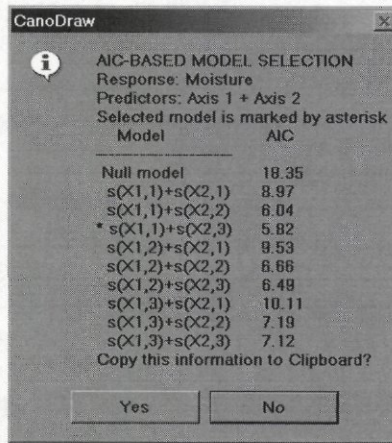 CanoDraw
AIC-BASED MODEL SELECTION
Response: Moisture
Predictors: Axis 1 + Axis 2
Selected model is marked by asterisk
Model AIC
--------------------
Null model 18.35
s(X1,1)+s(X2,1) 8.97
s(X1,1)+s(X2,2) 6.04
* s(X1,1)+s(X2,3) 5.82
s(X1,2)+s(X2,1) 9.53
s(X1,2)+s(X2,2) 6.66
s(X1,2)+s(X2,3) 6.49
s(X1,3)+s(X2,1) 10.11
s(X1,3)+s(X2,2) 7.19
s(X1,3)+s(X2,3) 7.12
Copy this information to Clipboard?
Yes No